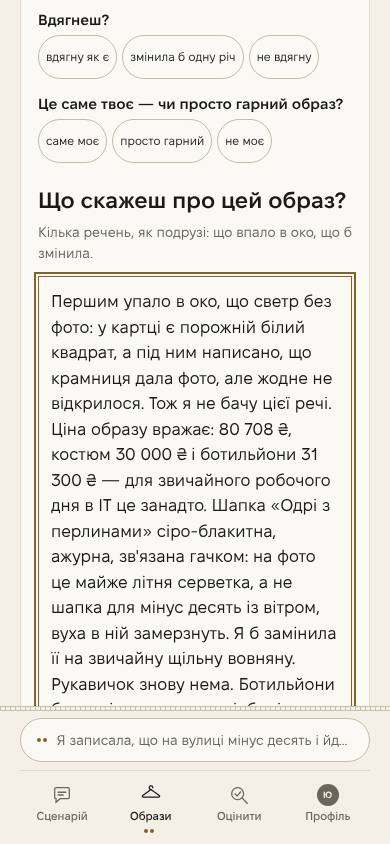 Вдягнеш?
вдягну як є
змінила б одну річ
не вдягну
Це саме твоє — чи просто гарний образ?
саме моє
просто гарний
не моє
Що скажеш про цей образ?
Кілька речень, як подрузі: що впало в око, що б
змінила.
Першим упало в око, що светр без
фото: у картці є порожній білий
квадрат, а під ним написано, що
крамниця дала фото, але жодне не
відкрилося. Тож я не бачу цієї речі.
Ціна образу вражає: 80 708 ₴,
костюм 30 000 ₴ і ботильйони 31
300 ₴ — для звичайного робочого
дня в IT це занадто. Шапка «Одрі з
перлинами» сіро-блакитна,
ажурна, зв'язана гачком: на фото
це майже літня серветка, а не
шапка для мінус десять із вітром,
вуха в ній замерзнуть. Я б замінила
її на звичайну щільну вовняну.
Рукавичок знову нема. Ботильйони
Я записала, що на вулиці мінус десять і йд...
Сценарій
Образи
Оцінити
Ю
Профіль